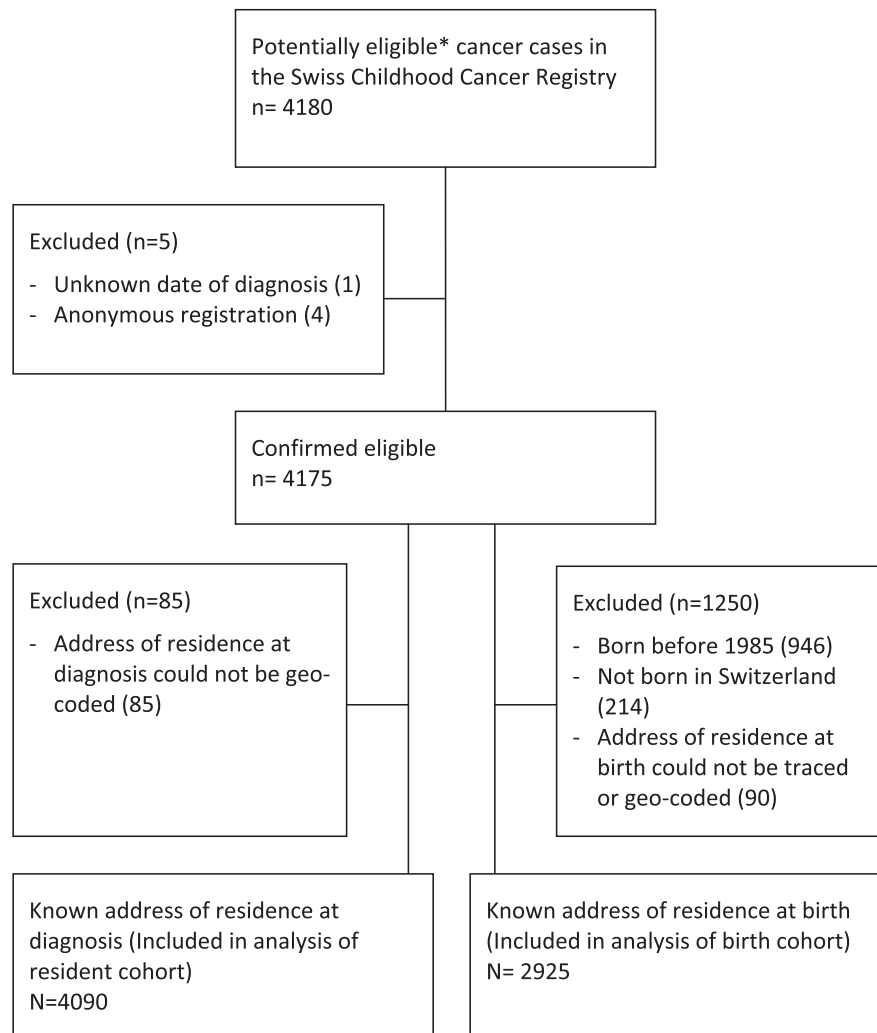 Potentially eligible* cancer cases in
the Swiss Childhood Cancer Registry
n= 4180
Excluded (n=5)
- Unknown date of diagnosis (1)
- Anonymous registration (4)
Confirmed eligible
n= 4175
Excluded (n=85)
- Address of residence at
diagnosis could not be geo-
coded (85)
Excluded (n=1250)
- Born before 1985 (946)
- Not born in Switzerland
(214)
- Address of residence at
birth could not be traced
or geo-coded (90)
Known address of residence at
diagnosis (Included in analysis of
resident cohort)
N=4090
Known address of residence at birth
(Included in analysis of birth cohort)
N= 2925